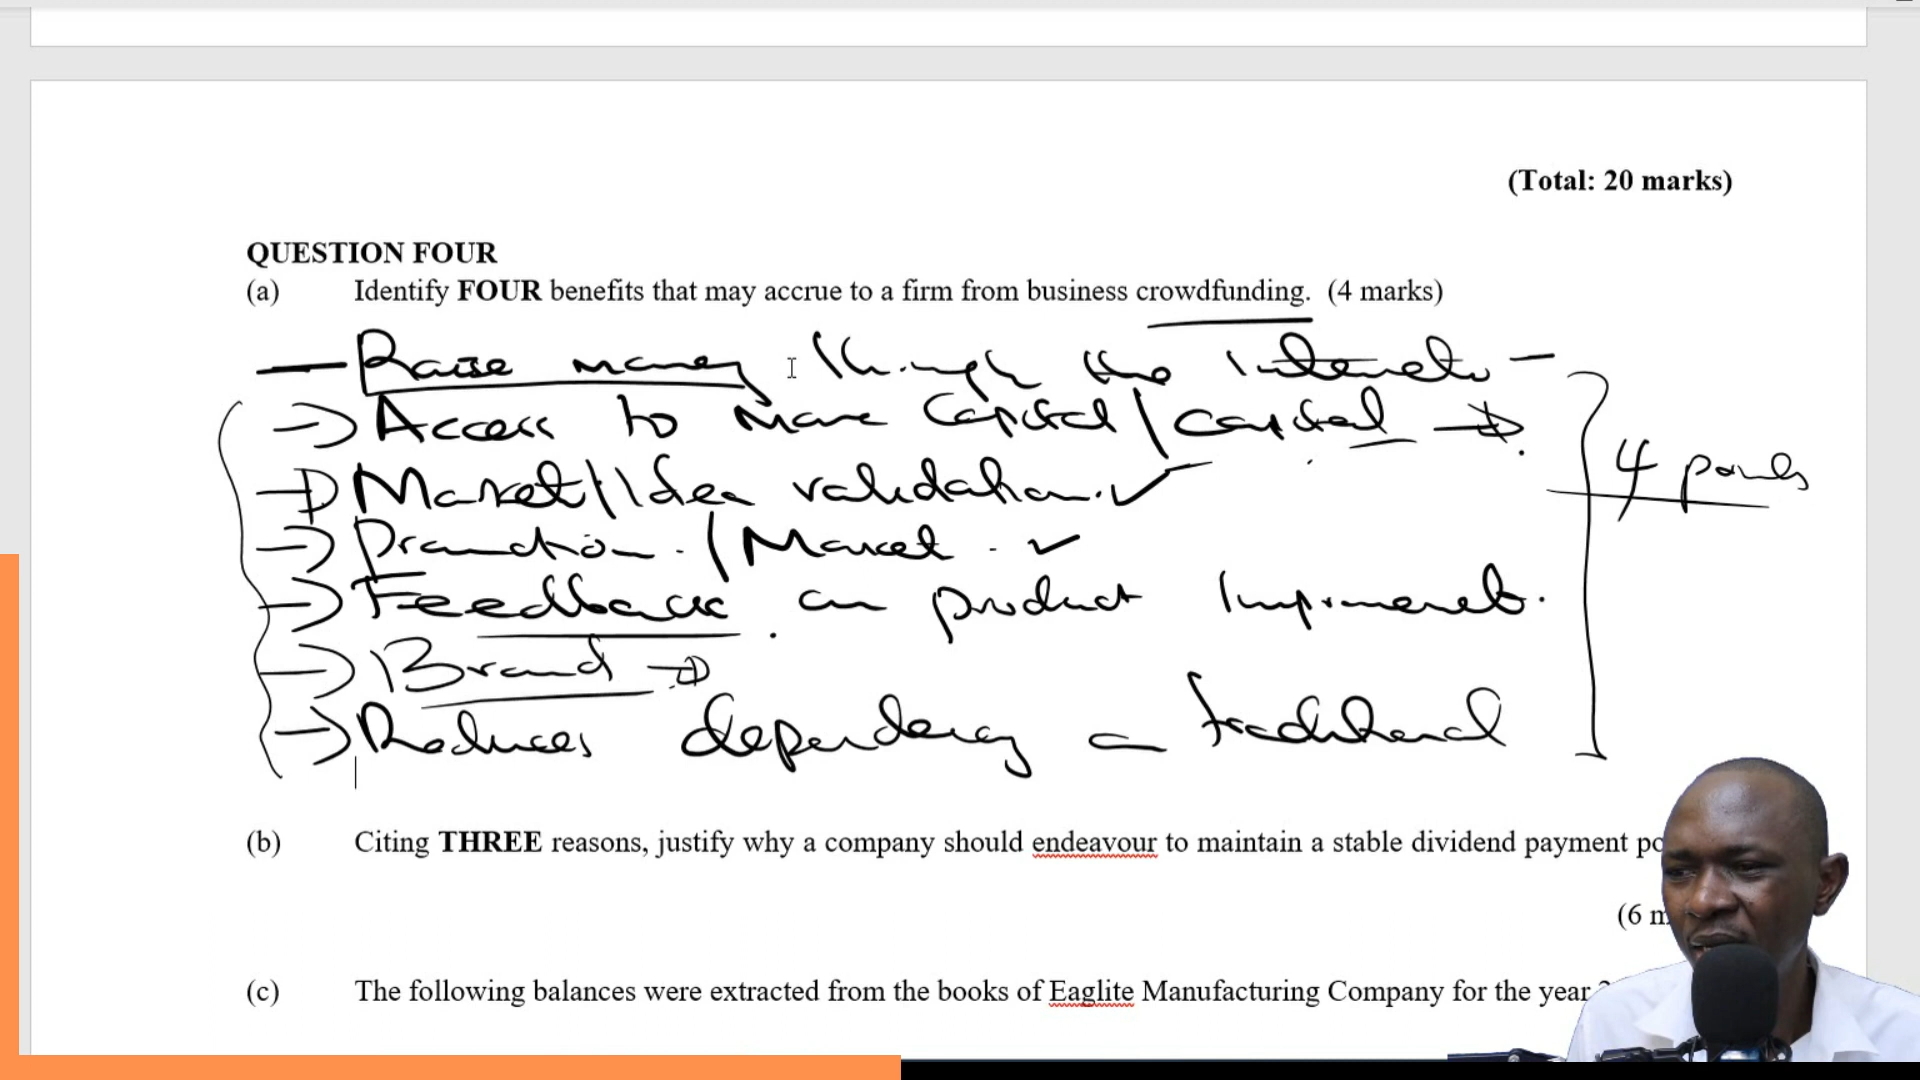 (Total: 20 marks)
QUESTION FOUR
(a) Identify FOUR benefits that may accrue to a firm from business crowdfunding. (4 marks)
— Raise money through the Internet –
→ Access to more Capital / Capital →
→ Market / Idea validation. ✓
→ Promotion. / Market. ✓
→ Feedback on product Improvement.
→ Brand →
→ Reduces dependency on traditional
4 points
(b) Citing THREE reasons, justify why a company should endeavour to maintain a stable dividend payment po
(6 m
(c) The following balances were extracted from the books of Eaglite Manufacturing Company for the year